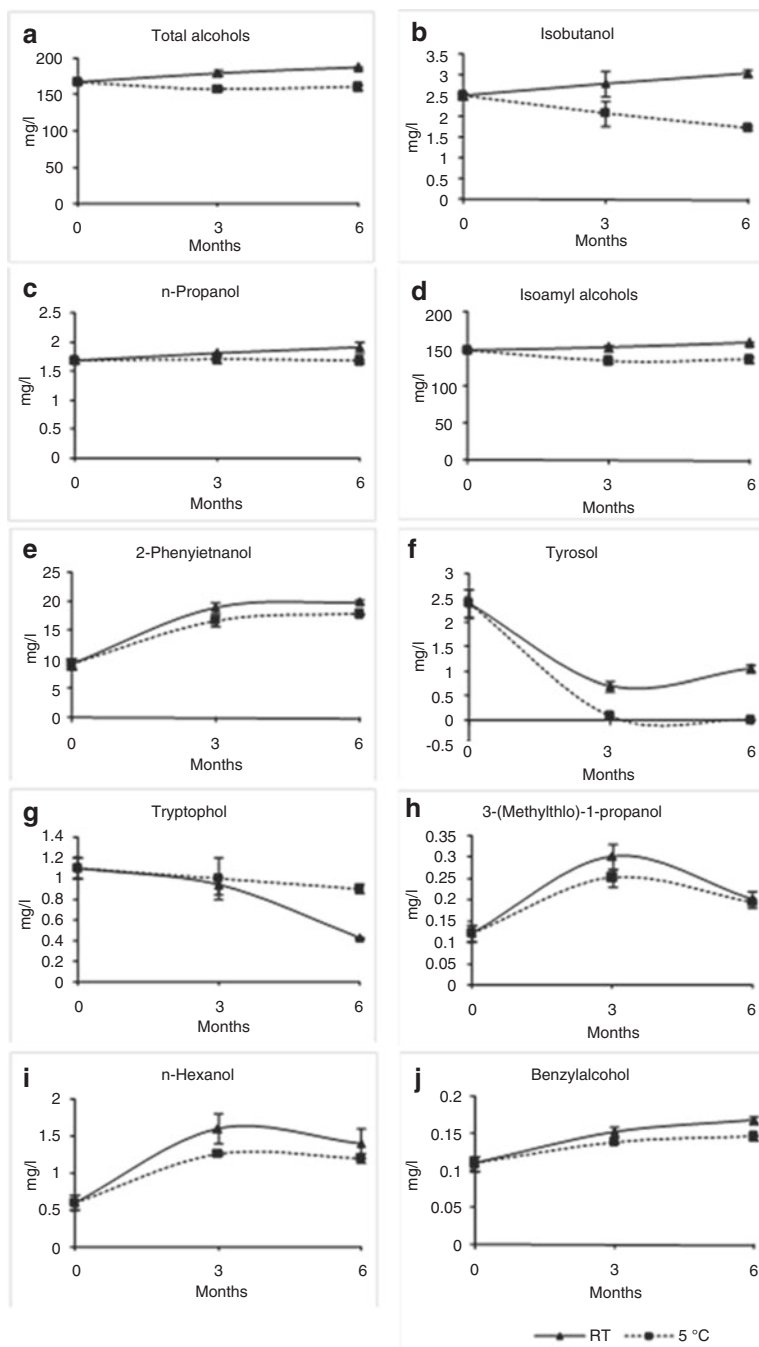 a Total alcohols
200
150
100
50
0
mg/l
0 3 6
Months
b Isobutanol
3.5
3
2.5
2
1.5
1
0.5
0
mg/l
0 3 6
Months
c n-Propanol
2.5
2
1.5
1
0.5
0
mg/l
0 3 6
Months
d Isoamyl alcohols
200
150
100
50
0
mg/l
0 3 6
Months
e 2-Phenyietnanol
25
20
15
10
5
0
mg/l
0 3 6
Months
f Tyrosol
3
2.5
2
1.5
1
0.5
0
-0.5
mg/l
0 3 6
Months
g Tryptophol
1.4
1.2
1
0.8
0.6
0.4
0.2
0
mg/l
0 3 6
Months
h 3-(Methylthlo)-1-propanol
0.35
0.3
0.25
0.2
0.15
0.1
0.05
0
mg/l
0 3 6
Months
i n-Hexanol
2
1.5
1
0.5
0
mg/l
0 3 6
Months
j Benzylalcohol
0.2
0.15
0.1
0.05
0
mg/l
0 3 6
Months
RT 5 °C